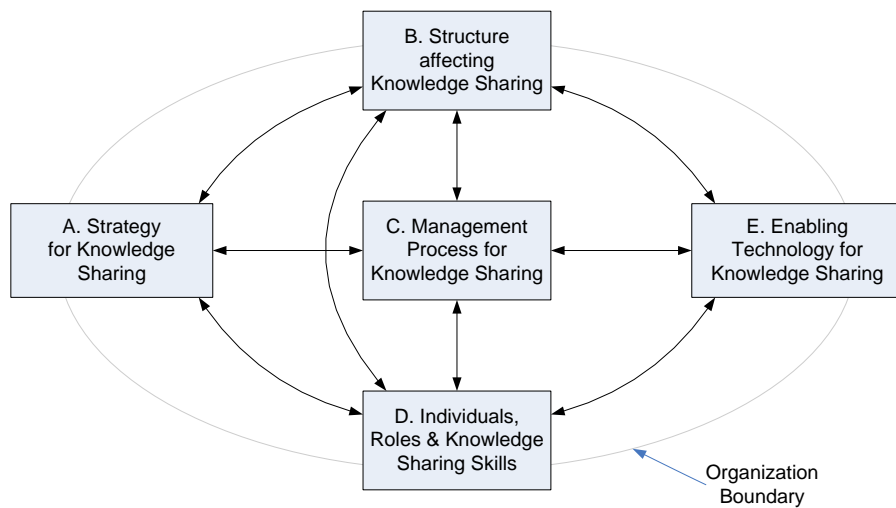 B. Structure
affecting
Knowledge Sharing
A. Strategy
for Knowledge
Sharing
C. Management
Process for
Knowledge Sharing
E. Enabling
Technology for
Knowledge Sharing
D. Individuals,
Roles & Knowledge
Sharing Skills
Organization
Boundary